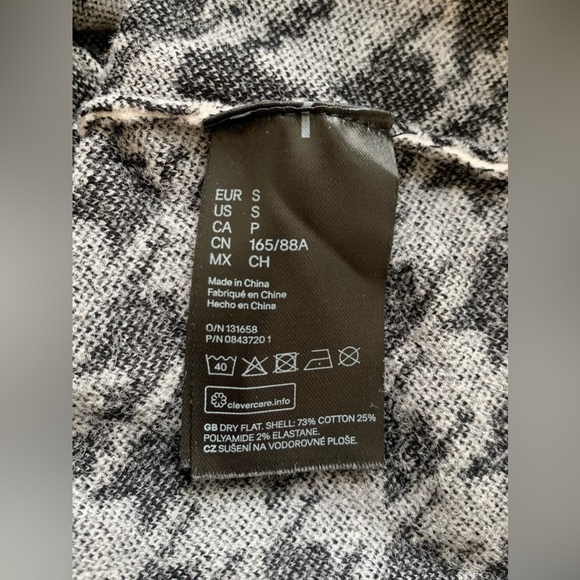 EUR S
US S
CA P
CN 165/88A
MX CH
Made in China
Fabriqué en Chine
Hecho en China
O/N 131658
P/N 0843720 1
40
clevercare.info
GB DRY FLAT. SHELL: 73% COTTON 25%
POLYAMIDE 2% ELASTANE.
CZ SUŠENÍ NA VODOROVNÉ PLOŠE.